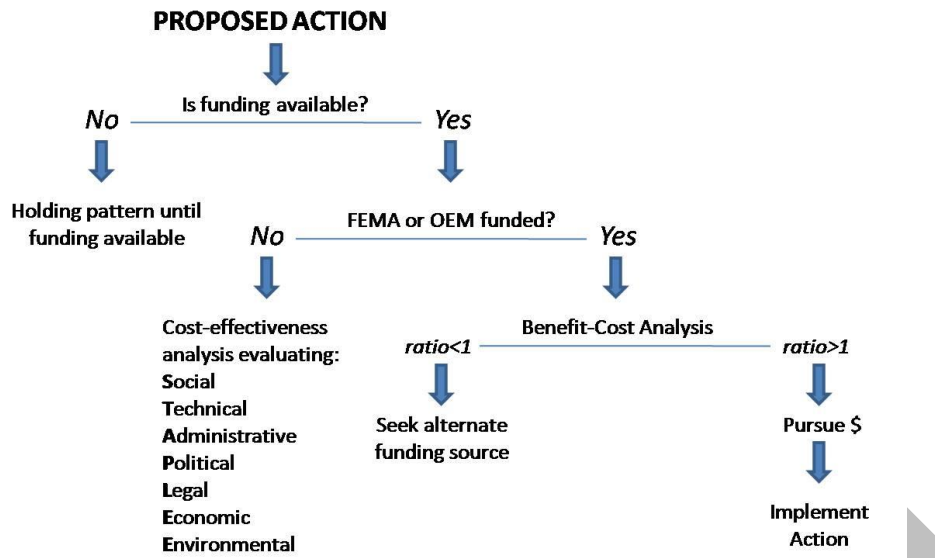 PROPOSED ACTION
Is funding available?
No
Yes
Holding pattern until
funding available
FEMA or OEM funded?
No
Yes
Cost-effectiveness
analysis evaluating:
Social
Technical
Administrative
Political
Legal
Economic
Environmental
Benefit-Cost Analysis
ratio<1
ratio>1
Seek alternate
funding source
Pursue $
Implement
Action